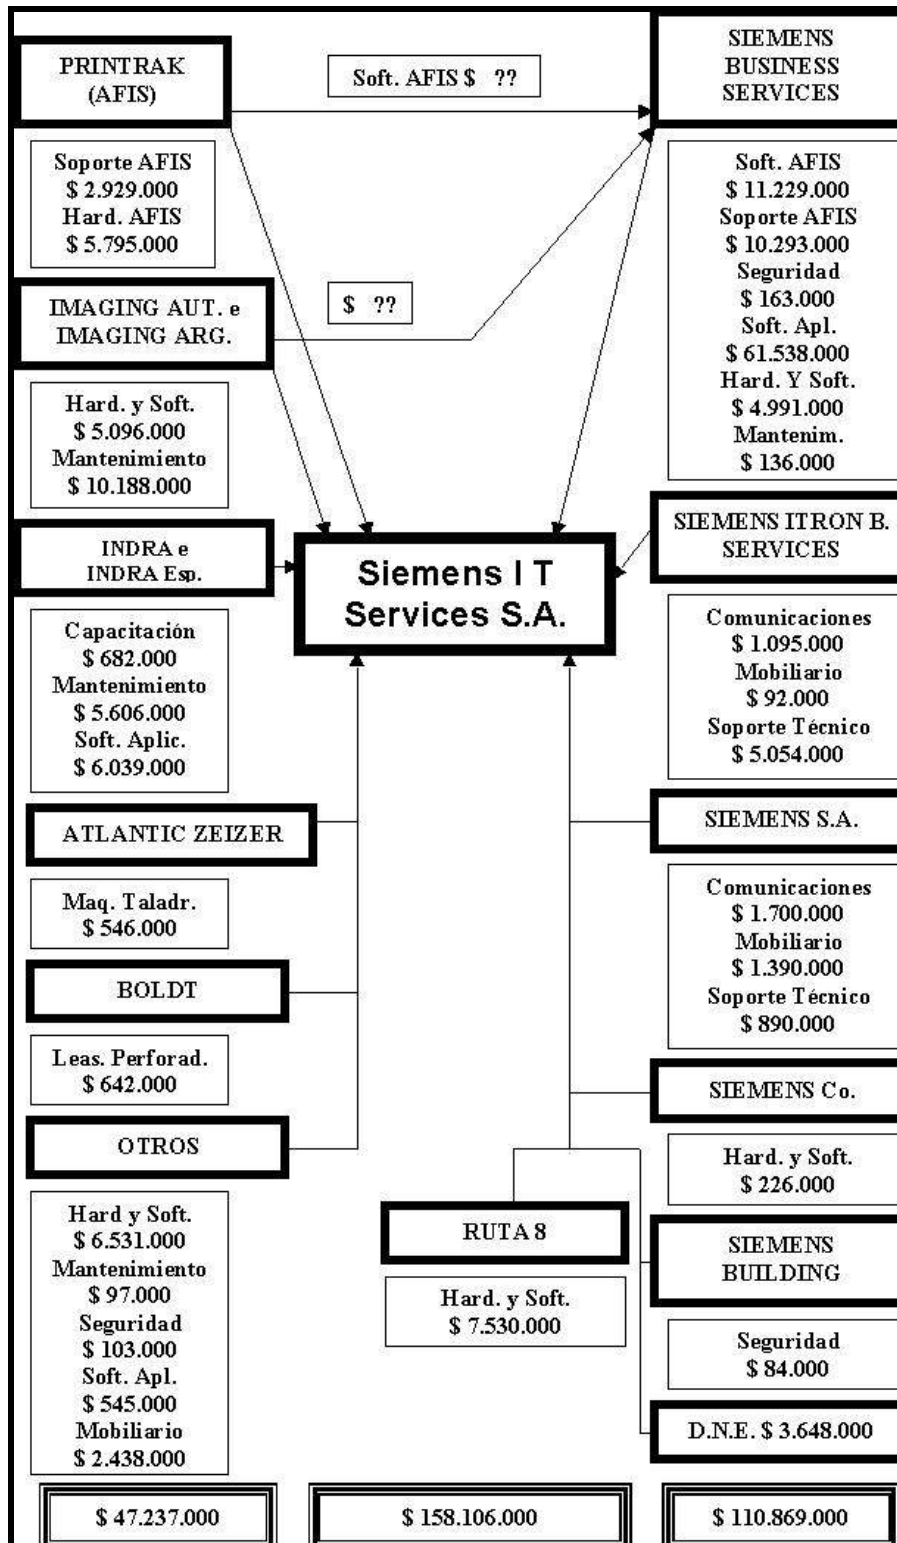 PRINTRAK
(AFIS)
Soft. AFIS $ ??
SIEMENS
BUSINESS
SERVICES
Soporte AFIS
$ 2.929.000
Hard. AFIS
$ 5.795.000
Soft. AFIS
$ 11.229.000
Soporte AFIS
$ 10.293.000
Seguridad
$ 163.000
Soft. Apl.
$ 61.538.000
Hard. Y Soft.
$ 4.991.000
Mantenim.
$ 136.000
IMAGING AUT. e
IMAGING ARG.
$ ??
Hard. y Soft.
$ 5.096.000
Mantenimiento
$ 10.188.000
INDRA e
INDRA Esp.
Siemens I T
Services S.A.
SIEMENS ITRON B.
SERVICES
Capacitación
$ 682.000
Mantenimiento
$ 5.606.000
Soft. Aplic.
$ 6.039.000
Comunicaciones
$ 1.095.000
Mobiliario
$ 92.000
Soporte Técnico
$ 5.054.000
ATLANTIC ZEIZER
SIEMENS S.A.
Maq. Taladr.
$ 546.000
Comunicaciones
$ 1.700.000
Mobiliario
$ 1.390.000
Soporte Técnico
$ 890.000
BOLDT
Leas. Perforad.
$ 642.000
SIEMENS Co.
OTROS
Hard. y Soft.
$ 226.000
Hard y Soft.
$ 6.531.000
Mantenimiento
$ 97.000
Seguridad
$ 103.000
Soft. Apl.
$ 545.000
Mobiliario
$ 2.438.000
RUTA 8
Hard. y Soft.
$ 7.530.000
SIEMENS
BUILDING
Seguridad
$ 84.000
D.N.E. $ 3.648.000
$ 47.237.000
$ 158.106.000
$ 110.869.000